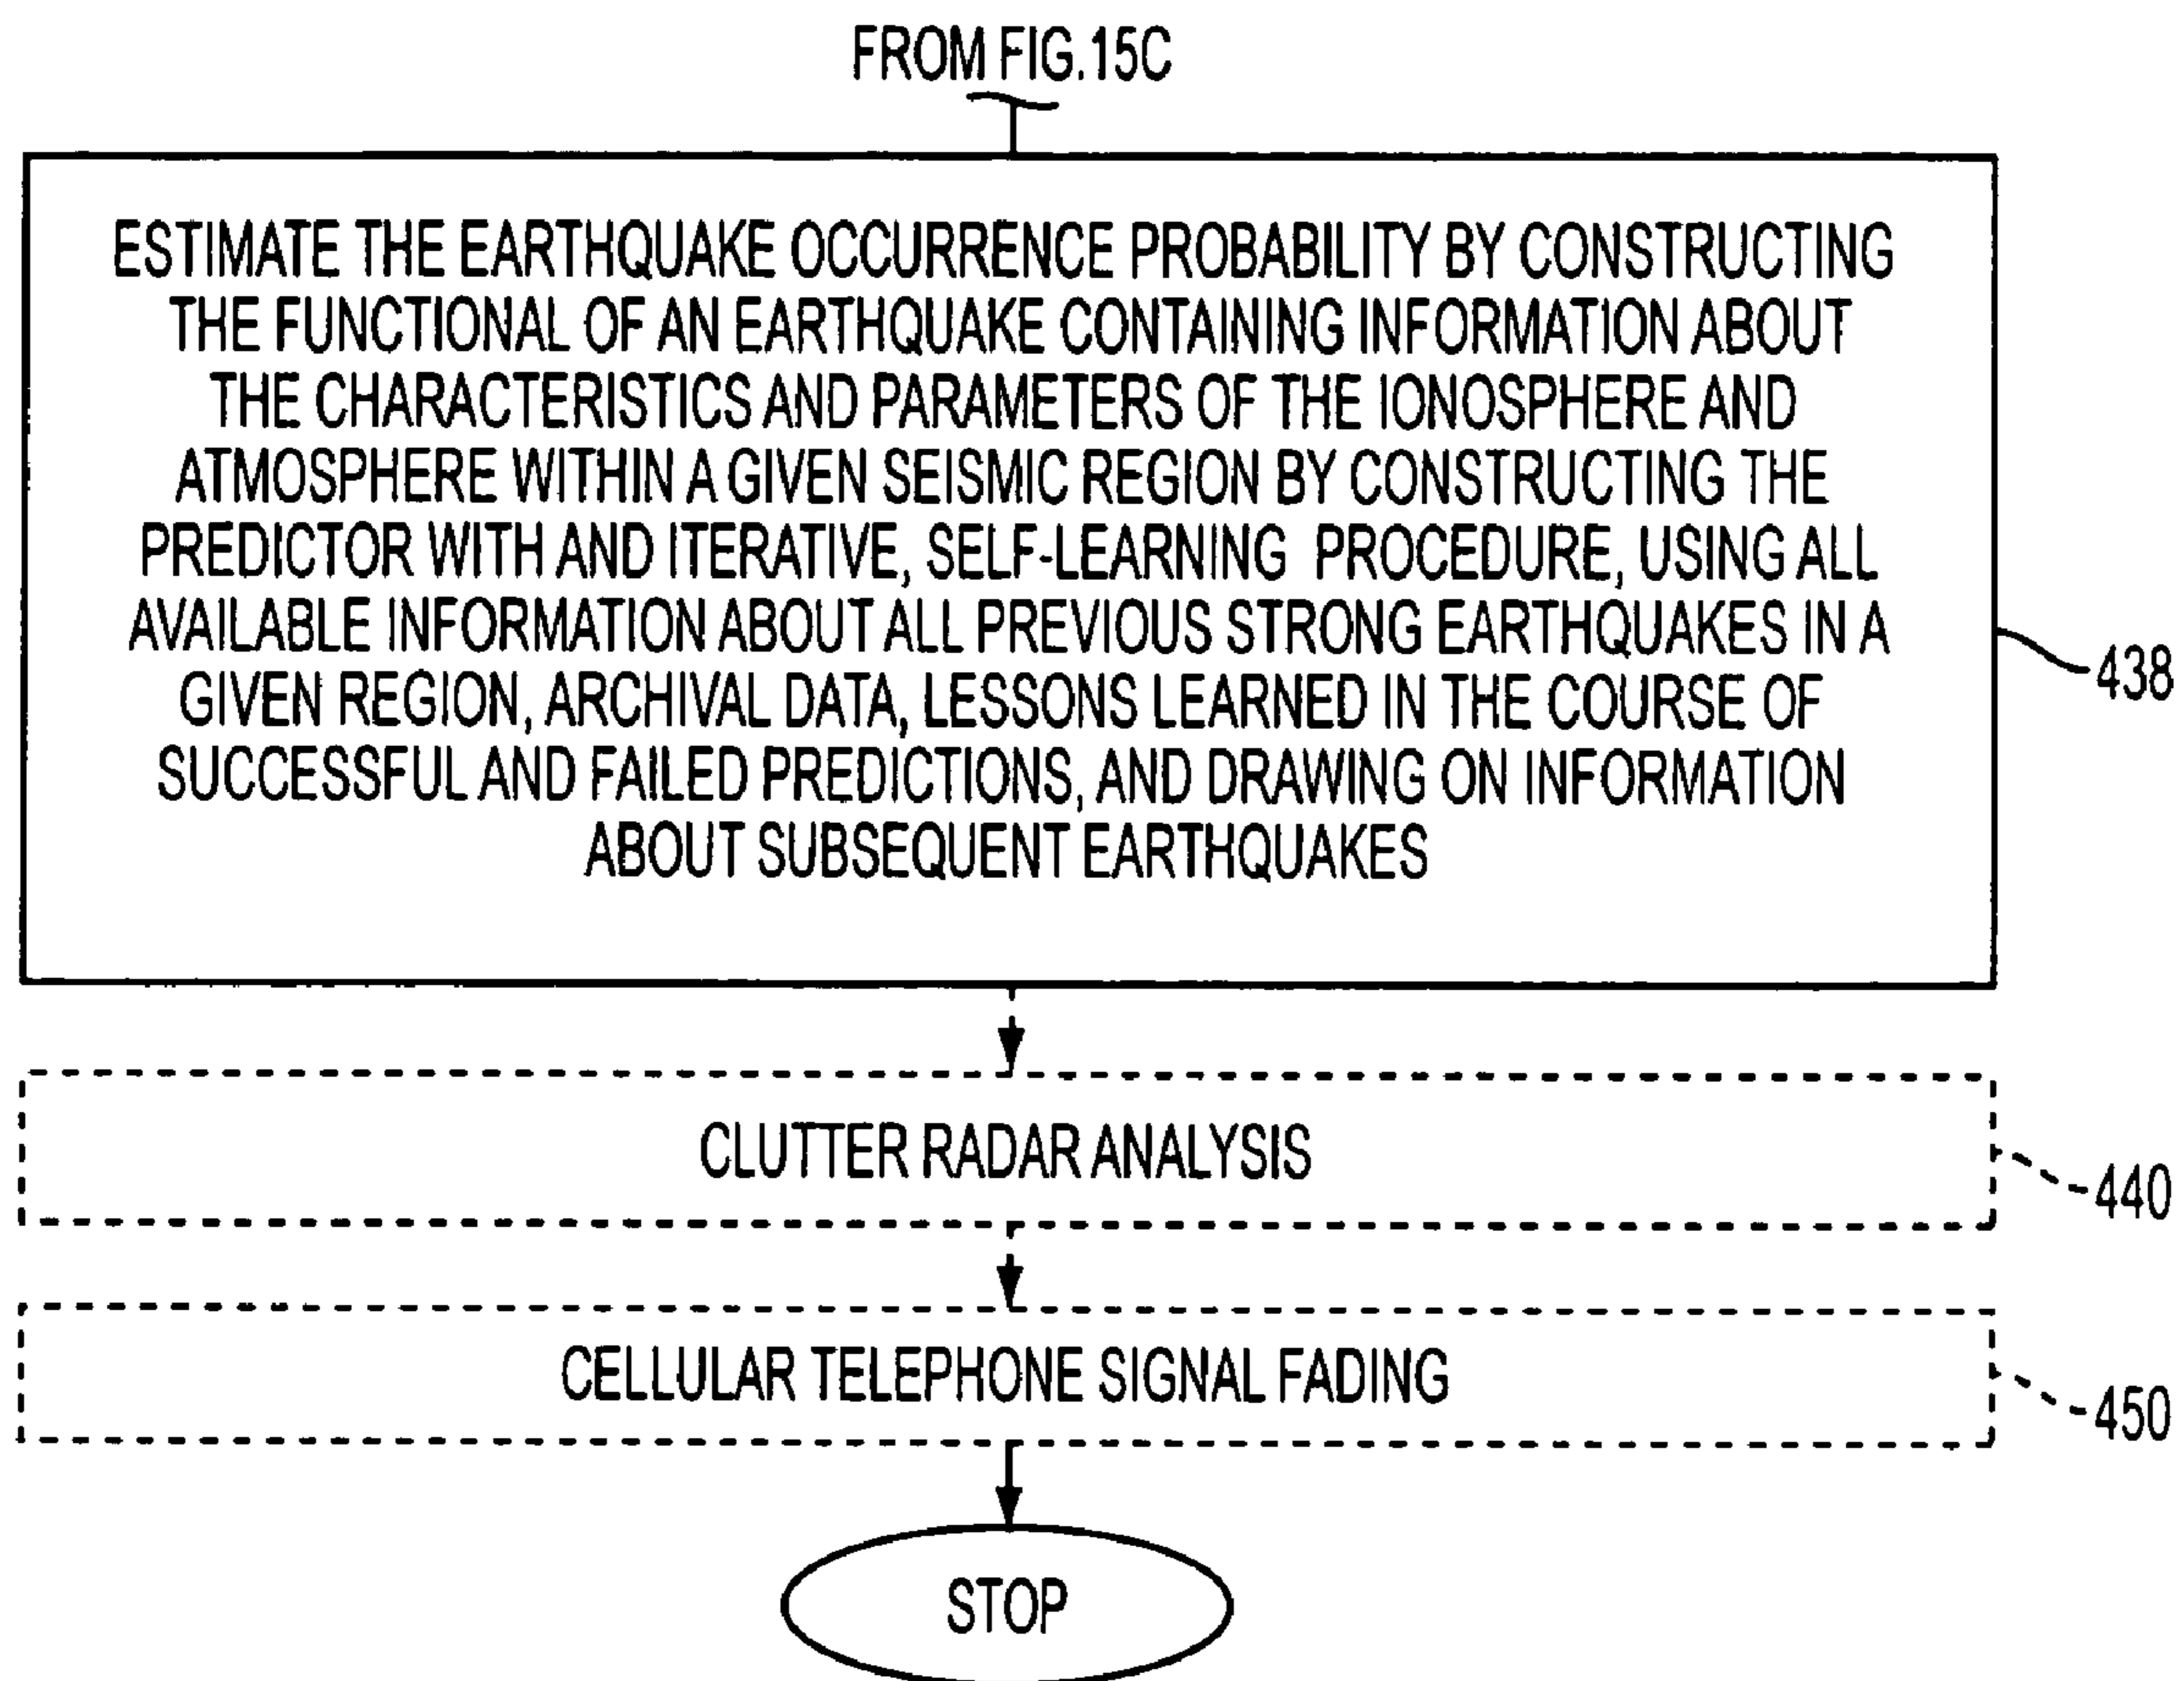 FROM FIG.15C
ESTIMATE THE EARTHQUAKE OCCURRENCE PROBABILITY BY CONSTRUCTING
THE FUNCTIONAL OF AN EARTHQUAKE CONTAINING INFORMATION ABOUT
THE CHARACTERISTICS AND PARAMETERS OF THE IONOSPHERE AND
ATMOSPHERE WITHIN A GIVEN SEISMIC REGION BY CONSTRUCTING THE
PREDICTOR WITH AND ITERATIVE, SELF-LEARNING PROCEDURE, USING ALL
AVAILABLE INFORMATION ABOUT ALL PREVIOUS STRONG EARTHQUAKES IN A
GIVEN REGION, ARCHIVAL DATA, LESSONS LEARNED IN THE COURSE OF
SUCCESSFUL AND FAILED PREDICTIONS, AND DRAWING ON INFORMATION
ABOUT SUBSEQUENT EARTHQUAKES
438
CLUTTER RADAR ANALYSIS
440
CELLULAR TELEPHONE SIGNAL FADING
450
STOP